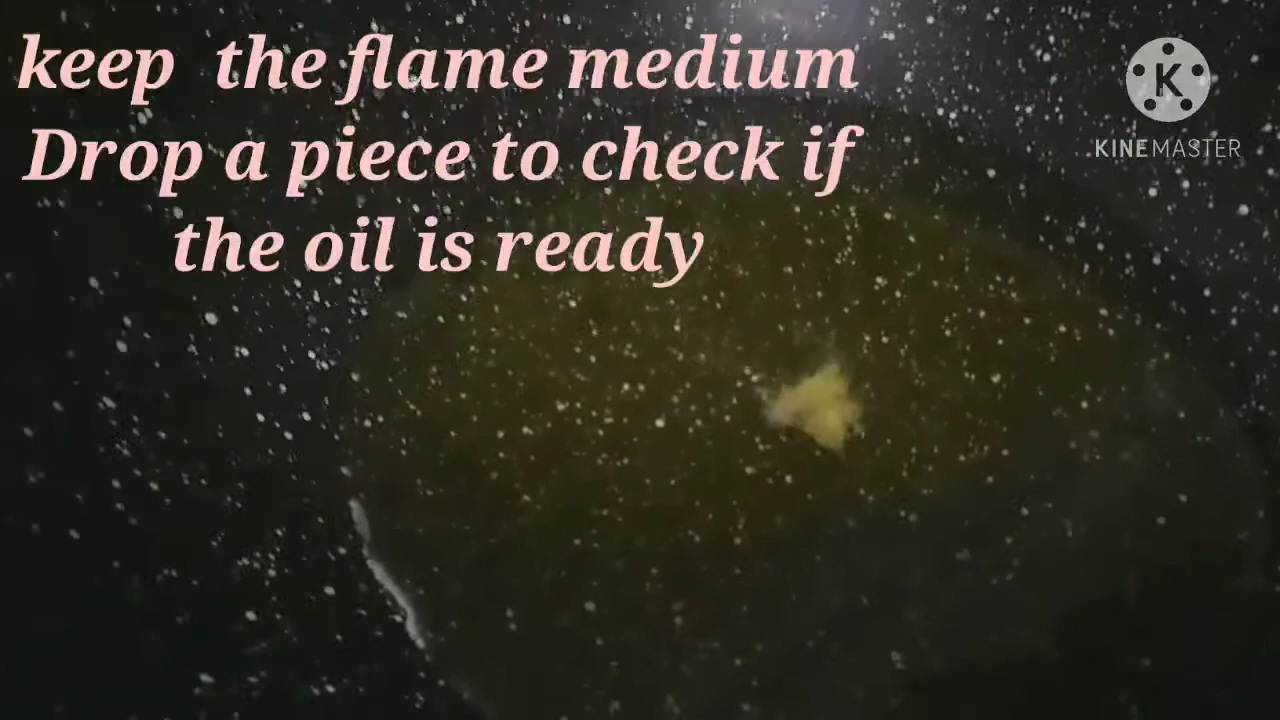 keep the flame medium
Drop a piece to check if
the oil is ready
K
KINEMASTER